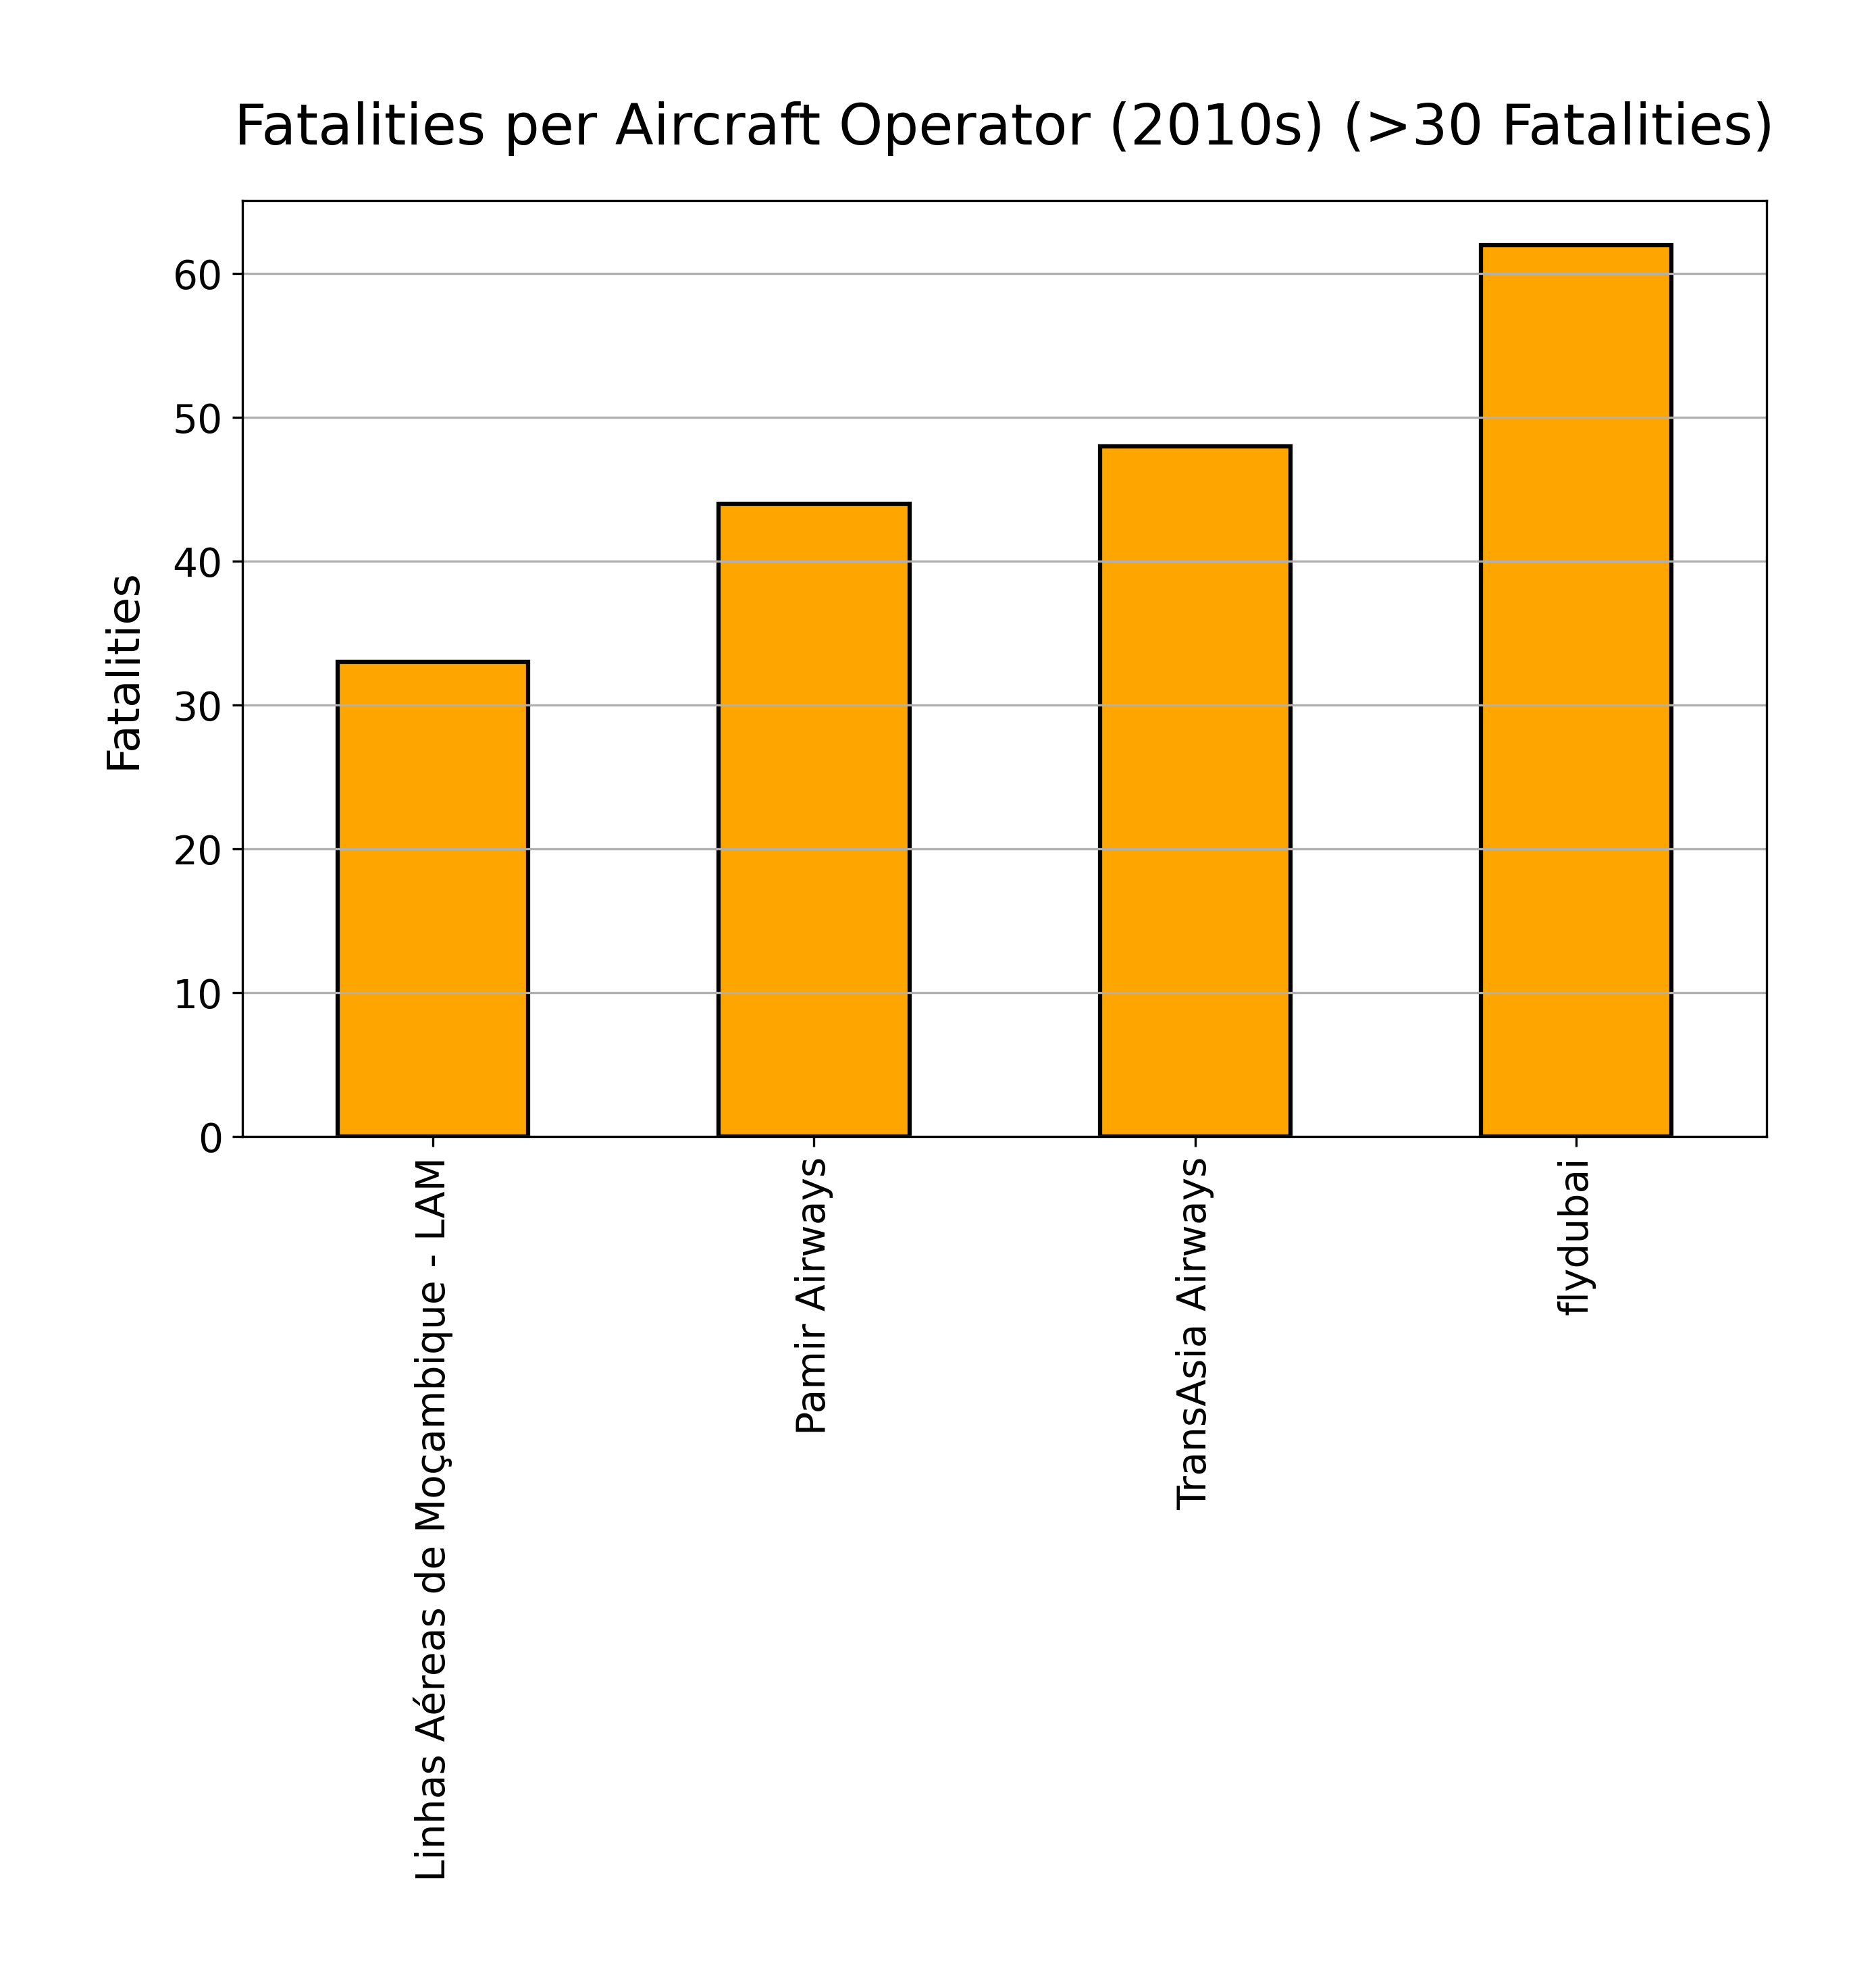 Fatalities per Aircraft Operator (2010s) (>30 Fatalities)
Fatalities
60
50
40
30
20
10
0
Linhas Aéreas de Moçambique - LAM
Pamir Airways
TransAsia Airways
flydubai